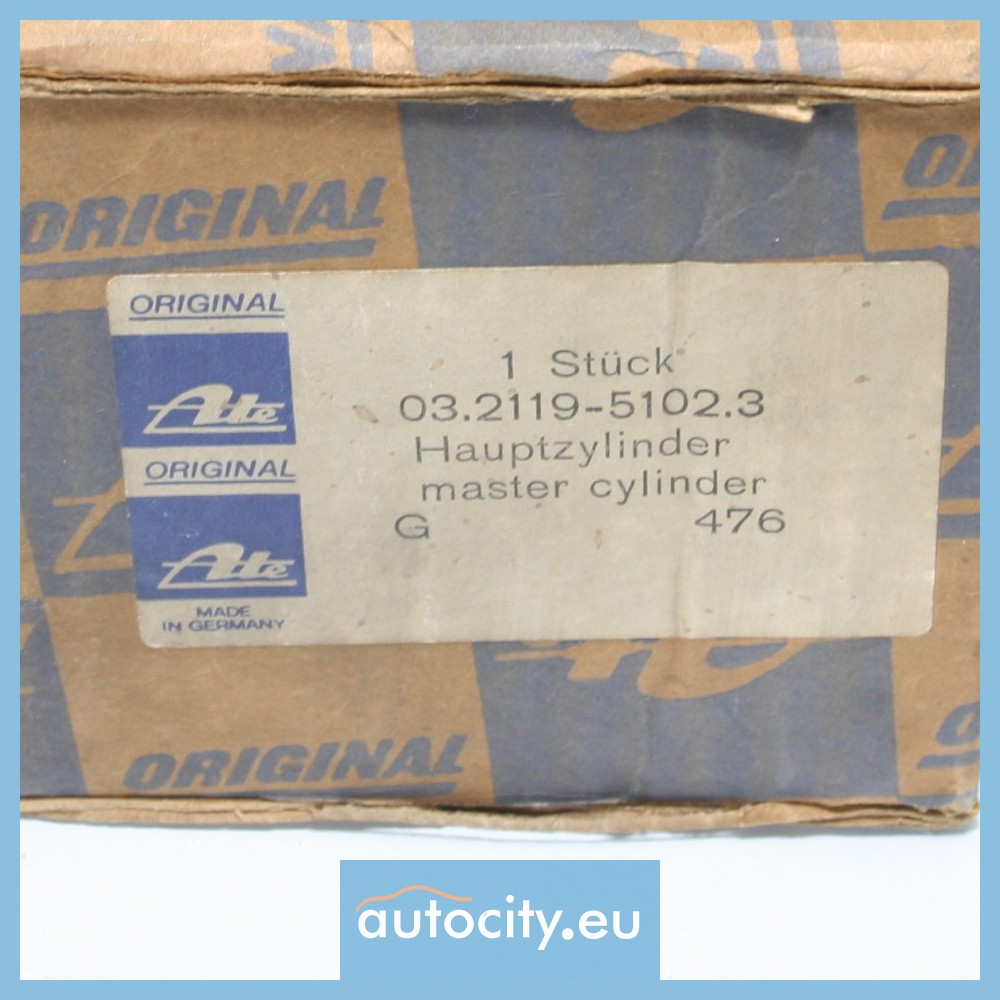 ORIGINAL
ORIGINAL
Ate
ORIGINAL
Ate
MADE
IN GERMANY
1 Stück
03.2119-5102.3
Hauptzylinder
master cylinder
G 476
ORIGINAL
autocity.eu